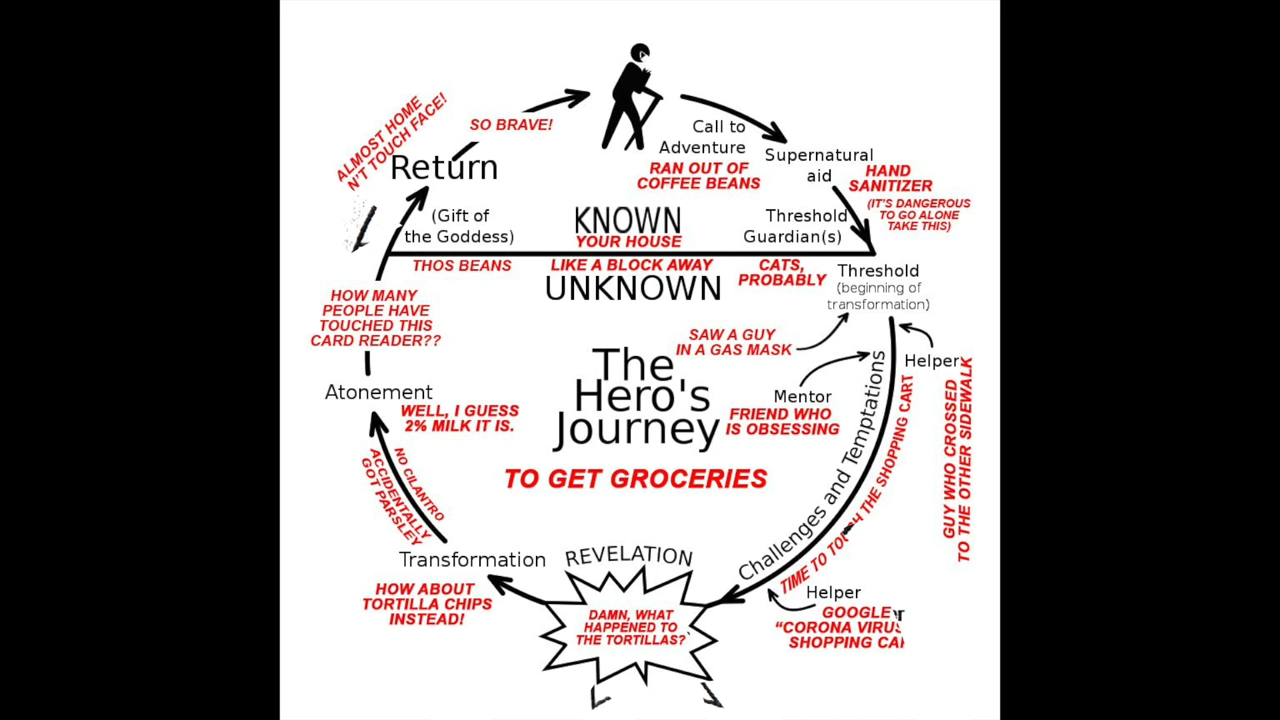 ALMOST HOME
N'T TOUCH FACE!
SO BRAVE!
Return
Call to
Adventure
RAN OUT OF
COFFEE BEANS
Supernatural
aid
HAND
SANITIZER
(IT'S DANGEROUS
TO GO ALONE
TAKE THIS)
(Gift of
the Goddess)
KNOWN
YOUR HOUSE
Threshold
Guardian(s)
THOS BEANS
LIKE A BLOCK AWAY
UNKNOWN
CATS,
PROBABLY
Threshold
(beginning of
transformation)
HOW MANY
PEOPLE HAVE
TOUCHED THIS
CARD READER??
SAW A GUY
IN A GAS MASK
Helper
GUY WHO CROSSED
TO THE OTHER SIDEWALK
The
Hero's
Journey
TO GET GROCERIES
Mentor
FRIEND WHO
IS OBSESSING
Challenges and Temptations
TIME TO THE SHOPPING CART
Atonement
WELL, I GUESS
2% MILK IT IS.
NO CILANTRO
ACCIDENTALLY
GOT PARSLEY
Transformation
HOW ABOUT
TORTILLA CHIPS
INSTEAD!
REVELATION
DAMN, WHAT
HAPPENED TO
THE TORTILLAS?
Helper
GOOGLE
"CORONA VIRUS
SHOPPING